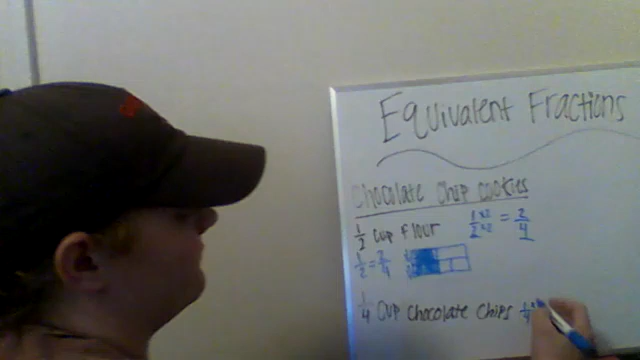 Equivalent Fractions
Chocolate Chip cookies
1/2 cup flour 1×2/2×2 = 2/4
1/2 = 2/4
1/4 cup chocolate chips